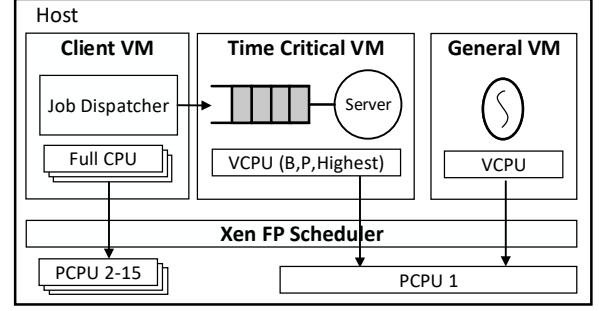 Host
Client VM
Time Critical VM
General VM
Job Dispatcher
Server
Full CPU
VCPU (B,P,Highest)
VCPU
Xen FP Scheduler
PCPU 2-15
PCPU 1